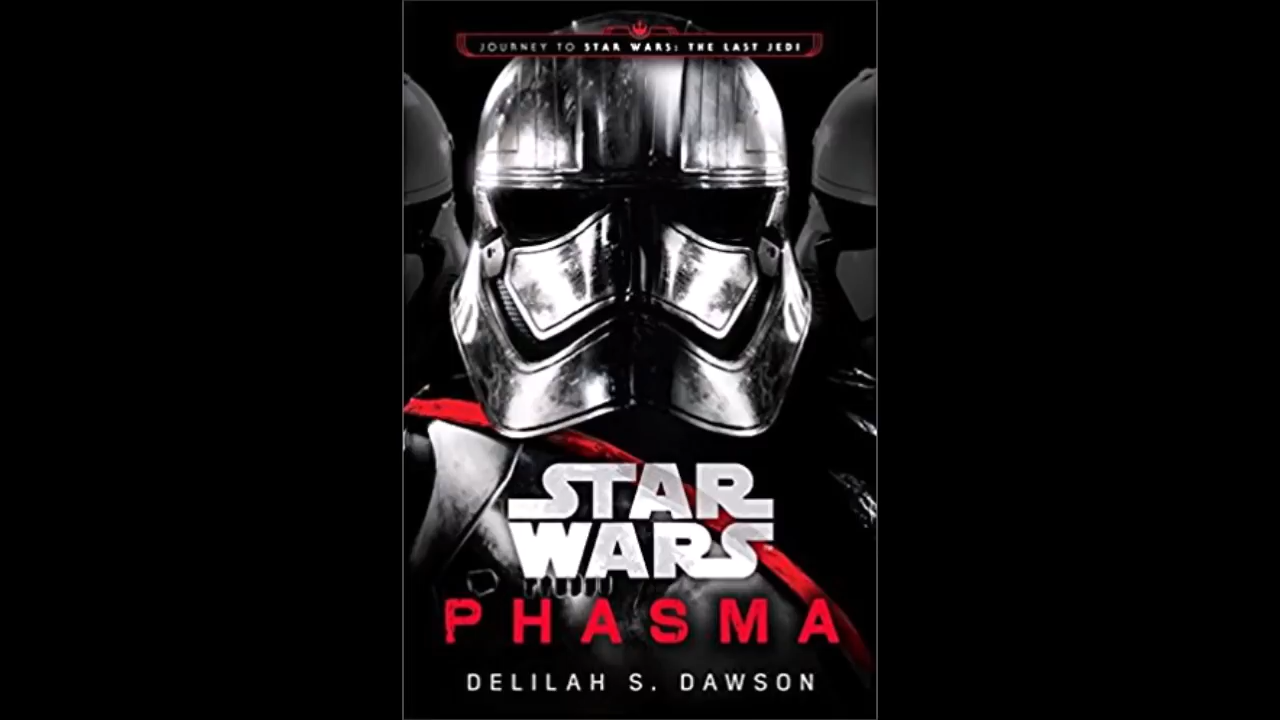 JOURNEY TO STAR WARS: THE LAST JEDI
STAR
WARS
PHASMA
DELILAH S. DAWSON